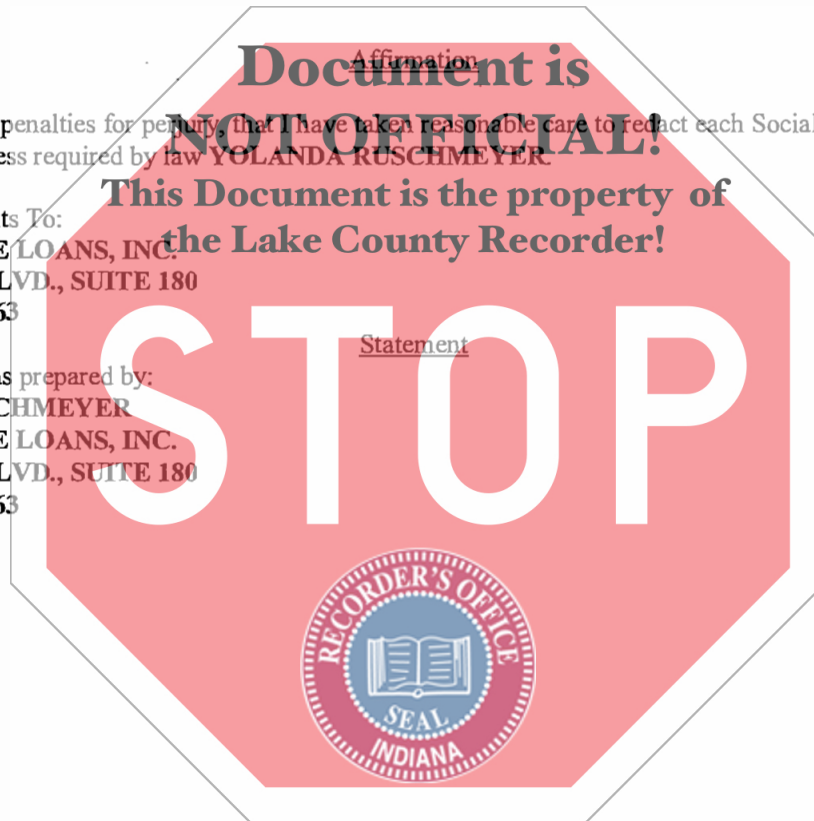 Affirmation
Document is
penalties for perjury, that I have taken reasonable care to redact each Social
NOT OFFICIAL!
ess required by law YOLANDA RUSCHMEYER.
This Document is the property of
ts To:
the Lake County Recorder!
E LOANS, INC.
LVD., SUITE 180
63
STOP
Statement
s prepared by:
CHMEYER
E LOANS, INC.
LVD., SUITE 180
63
RECORDER'S OFFICE
SEAL
INDIANA